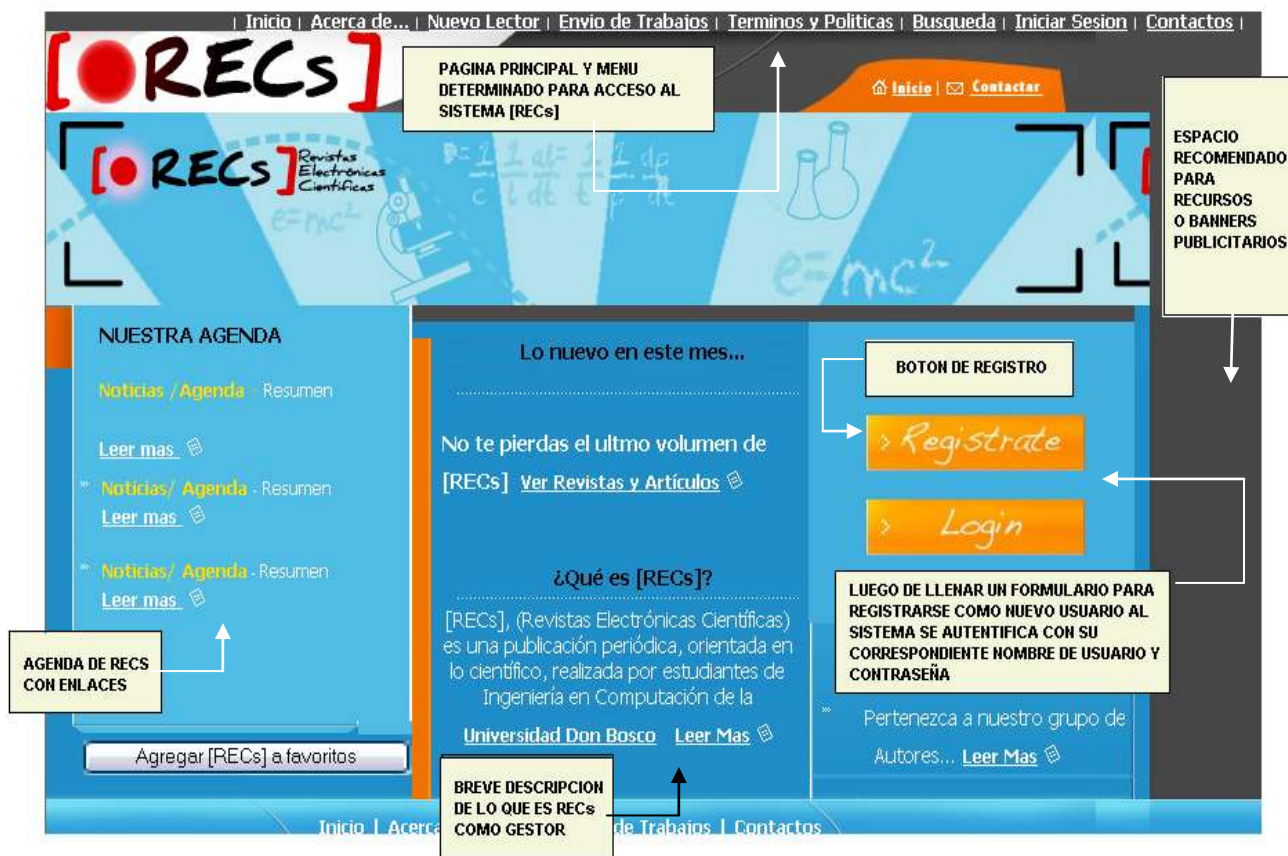 | Inicio | Acerca de... | Nuevo Lector | Envio de Trabajos | Terminos y Politicas | Busqueda | Iniciar Sesion | Contactos |
[RECs]
PAGINA PRINCIPAL Y MENU
DETERMINADO PARA ACCESO AL
SISTEMA [RECs]
Inicio | Contactar
ESPACIO
RECOMENDADO
PARA
RECURSOS
O BANNERS
PUBLICITARIOS
[RECs]
Revistas
Electrónicas
Científicas
e=mc²
e=mc²
NUESTRA AGENDA
Noticias /Agenda - Resumen
Leer mas
Noticias/ Agenda - Resumen
Leer mas
Noticias/ Agenda - Resumen
Leer mas
AGENDA DE RECS
CON ENLACES
Agregar [RECs] a favoritos
Lo nuevo en este mes...
No te pierdas el ultmo volumen de
[RECs] Ver Revistas y Artículos
¿Qué es [RECs]?
[RECs], (Revistas Electrónicas Científicas)
es una publicación periódica, orientada en
lo científico, realizada por estudiantes de
Ingeniería en Computación de la
Universidad Don Bosco Leer Mas
BREVE DESCRIPCION
DE LO QUE ES RECs
COMO GESTOR
BOTON DE REGISTRO
> Registrate
> Login
LUEGO DE LLENAR UN FORMULARIO PARA
REGISTRARSE COMO NUEVO USUARIO AL
SISTEMA SE AUTENTIFICA CON SU
CORRESPONDIENTE NOMBRE DE USUARIO Y
CONTRASEÑA
Pertenezca a nuestro grupo de
Autores... Leer Mas
Inicio | Acerca de Trabajos | Contactos